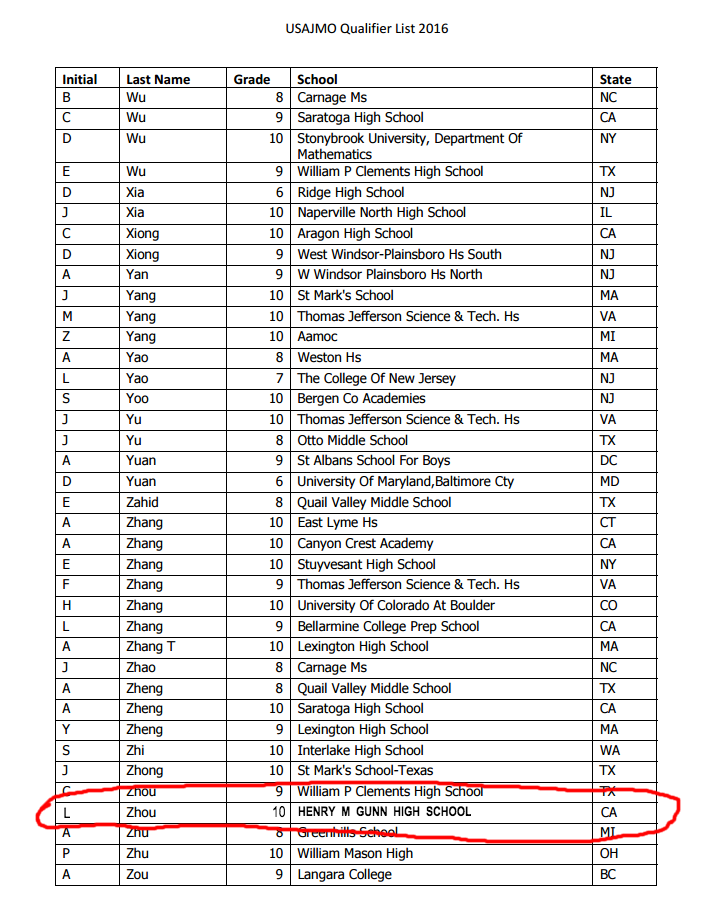 USAJMO Qualifier List 2016
Initial Last Name Grade School State
B Wu 8 Carnage Ms NC
C Wu 9 Saratoga High School CA
D Wu 10 Stonybrook University, Department Of NY
Mathematics
E Wu 9 William P Clements High School TX
D Xia 6 Ridge High School NJ
J Xia 10 Naperville North High School IL
C Xiong 10 Aragon High School CA
D Xiong 9 West Windsor-Plainsboro Hs South NJ
A Yan 9 W Windsor Plainsboro Hs North NJ
J Yang 10 St Mark's School MA
M Yang 10 Thomas Jefferson Science & Tech. Hs VA
Z Yang 10 Aamoc MI
A Yao 8 Weston Hs MA
L Yao 7 The College Of New Jersey NJ
S Yoo 10 Bergen Co Academies NJ
J Yu 10 Thomas Jefferson Science & Tech. Hs VA
J Yu 8 Otto Middle School TX
A Yuan 9 St Albans School For Boys DC
D Yuan 6 University Of Maryland,Baltimore Cty MD
E Zahid 8 Quail Valley Middle School TX
A Zhang 10 East Lyme Hs CT
A Zhang 10 Canyon Crest Academy CA
E Zhang 10 Stuyvesant High School NY
F Zhang 9 Thomas Jefferson Science & Tech. Hs VA
H Zhang 10 University Of Colorado At Boulder CO
L Zhang 9 Bellarmine College Prep School CA
A Zhang T 10 Lexington High School MA
J Zhao 8 Carnage Ms NC
A Zheng 8 Quail Valley Middle School TX
A Zheng 10 Saratoga High School CA
Y Zheng 9 Lexington High School MA
S Zhi 10 Interlake High School WA
J Zhong 10 St Mark's School-Texas TX
C Zhou 9 William P Clements High School TX
L Zhou 10 HENRY M GUNN HIGH SCHOOL CA
A Zhu 8 Greenhills School MI
P Zhu 10 William Mason High OH
A Zou 9 Langara College BC